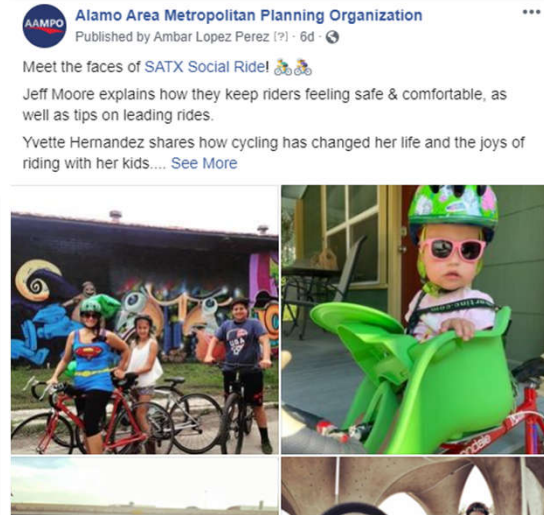 AAMPO
Alamo Area Metropolitan Planning Organization
Published by Ambar Lopez Perez [?] · 6d ·
Meet the faces of SATX Social Ride! 🚴🚴
Jeff Moore explains how they keep riders feeling safe & comfortable, as
well as tips on leading rides.
Yvette Hernandez shares how cycling has changed her life and the joys of
riding with her kids.... See More
USA